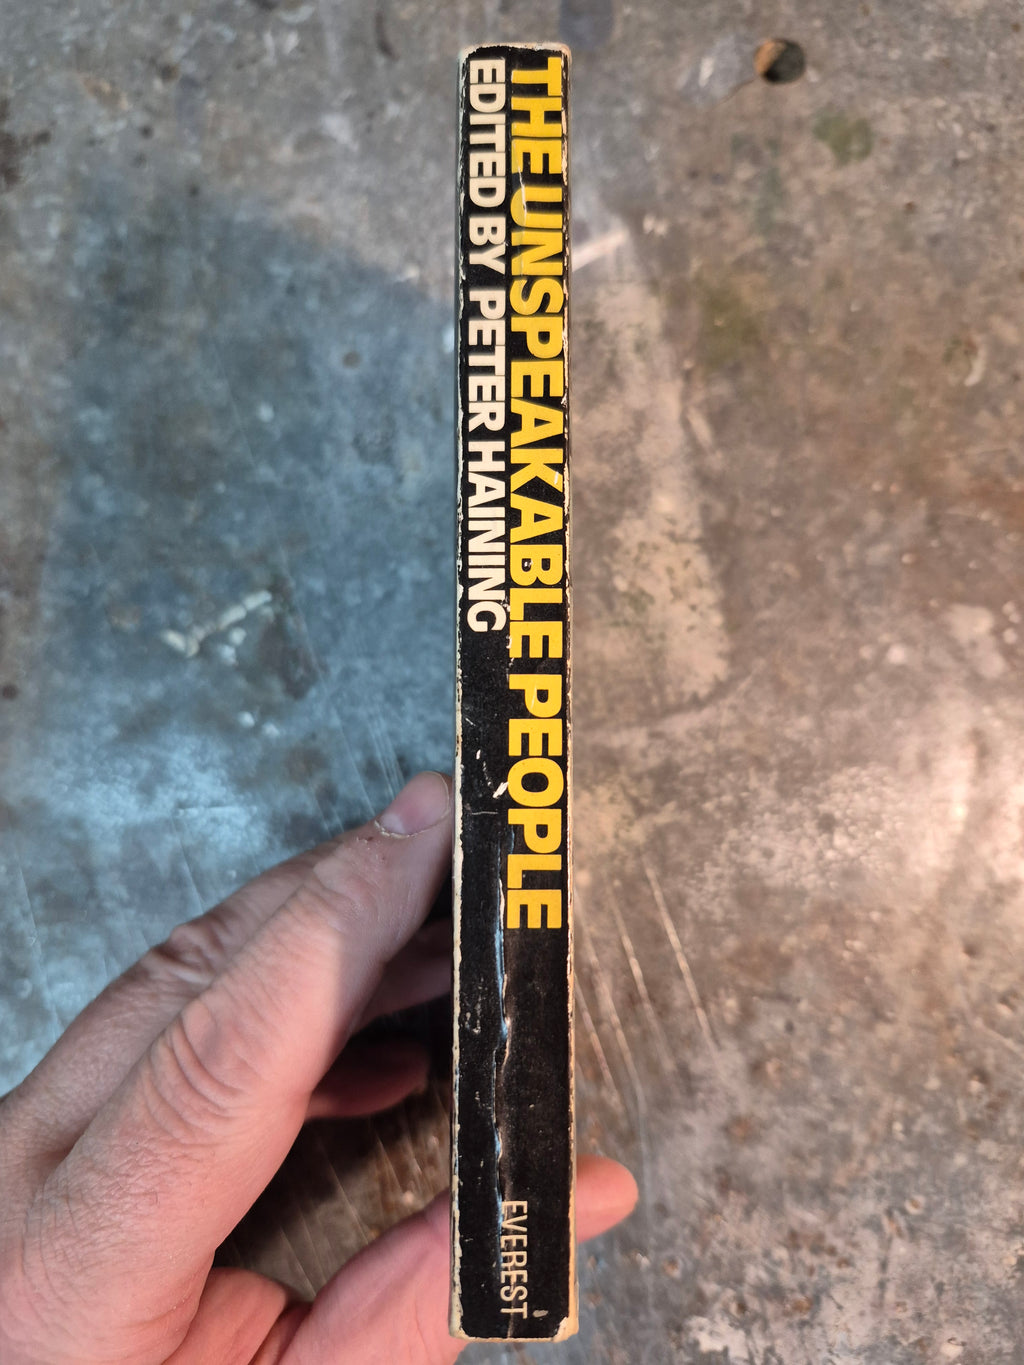 THE UNSPEAKABLE PEOPLE
EDITED BY PETER HAINING
EVEREST